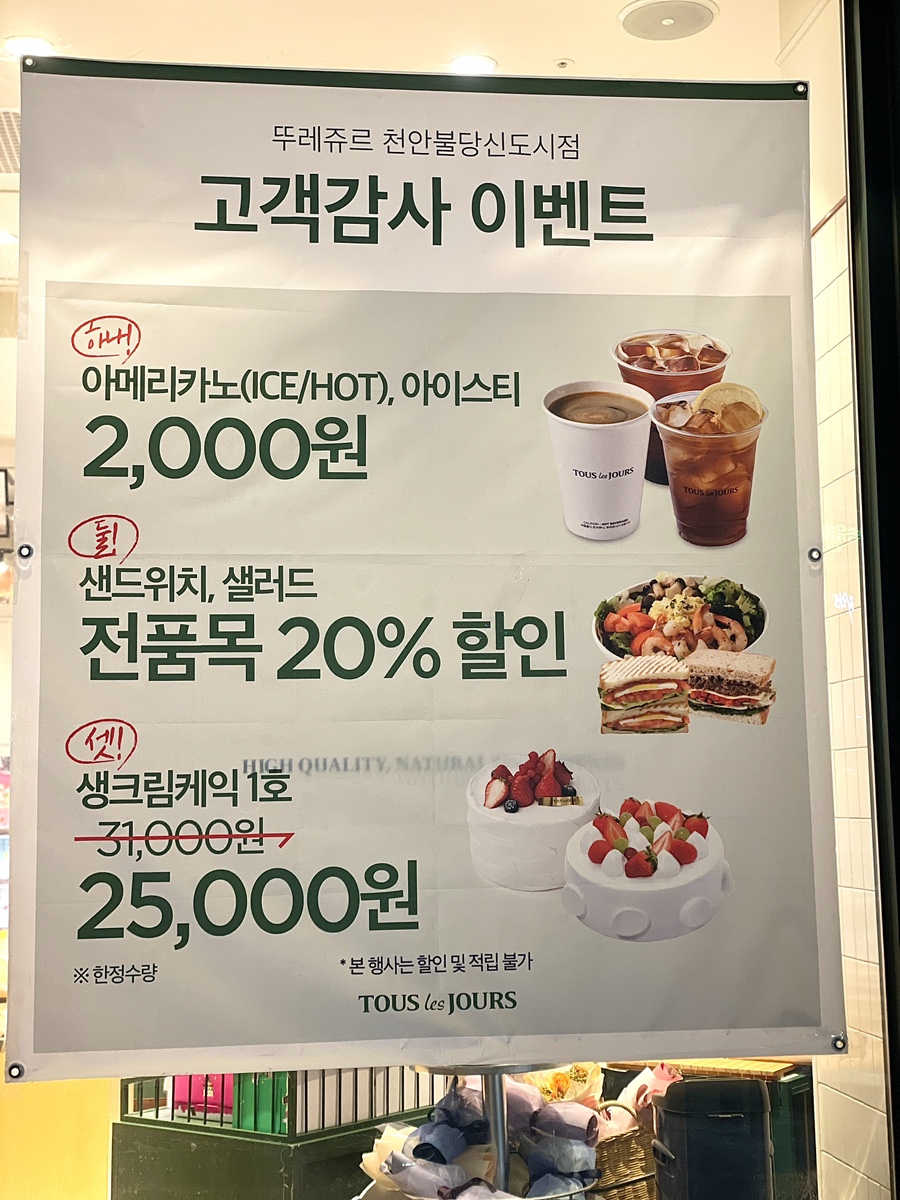 뚜레쥬르 천안불당신도시점
고객감사 이벤트
하나!
아메리카노(ICE/HOT), 아이스티
2,000원
TOUS les JOURS
TOUS les JOURS
둘!
샌드위치, 샐러드
전품목 20% 할인
셋!
HIGH QUALITY, NATURAL
생크림케익 1호
31,000원
25,000원
※ 한정수량
* 본 행사는 할인 및 적립 불가
TOUS les JOURS